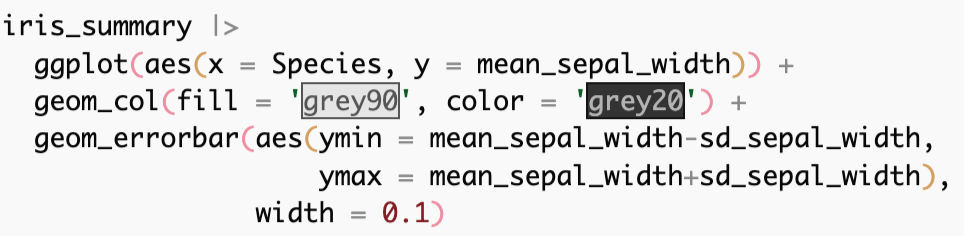 iris_summary |>
  ggplot(aes(x = Species, y = mean_sepal_width)) +
  geom_col(fill = 'grey90', color = 'grey20') +
  geom_errorbar(aes(ymin = mean_sepal_width-sd_sepal_width,
                    ymax = mean_sepal_width+sd_sepal_width),
                width = 0.1)